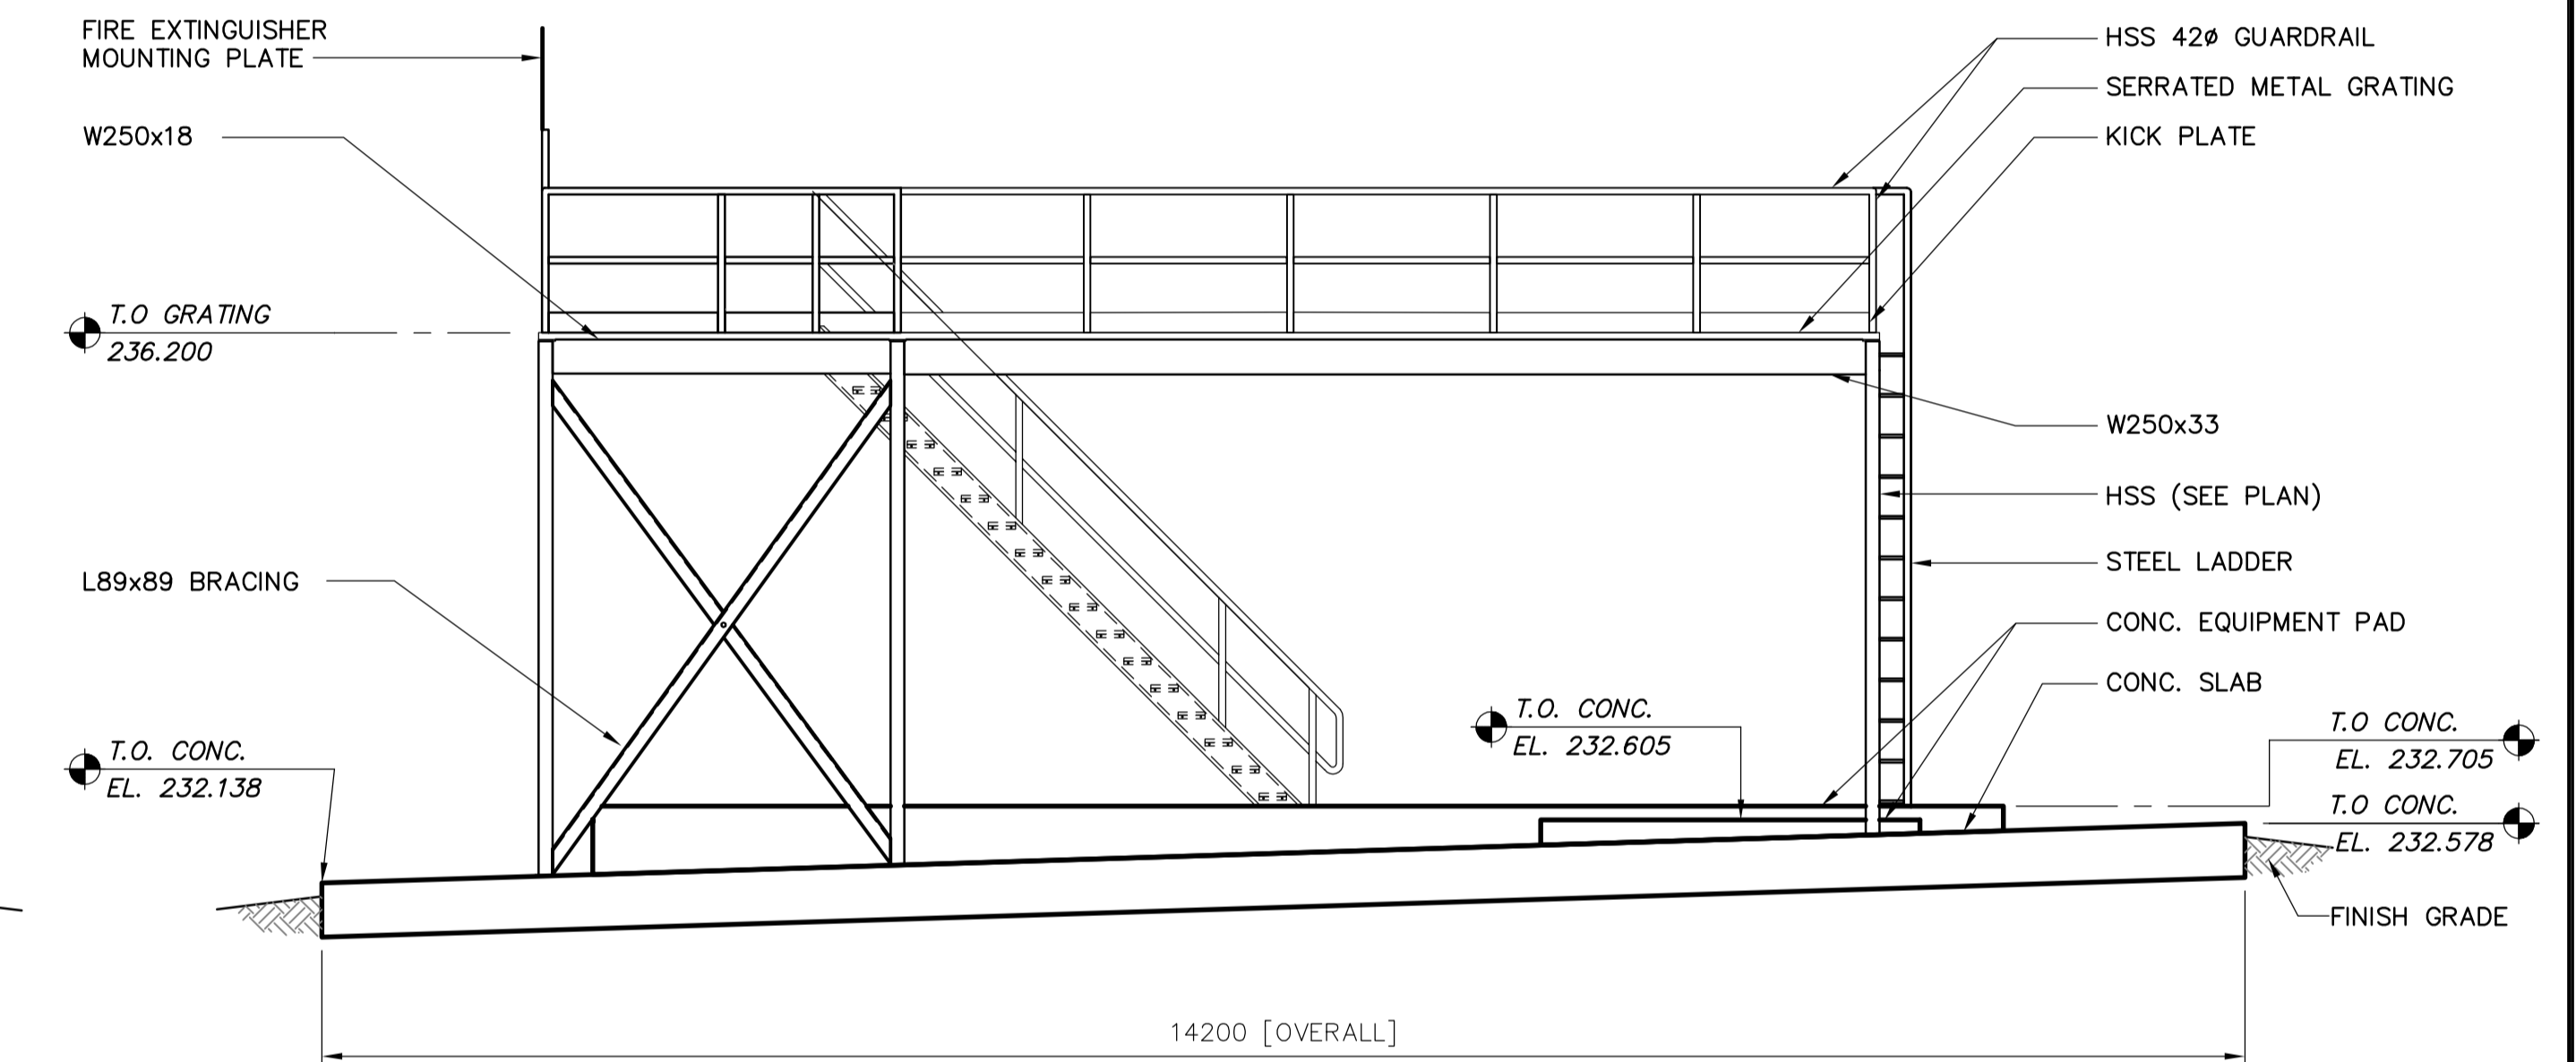 FIRE EXTINGUISHER
MOUNTING PLATE
W250x18
T.O GRATING
236.200
L89x89 BRACING
T.O. CONC.
EL. 232.138
HSS 42ø GUARDRAIL
SERRATED METAL GRATING
KICK PLATE
W250x33
HSS (SEE PLAN)
STEEL LADDER
CONC. EQUIPMENT PAD
CONC. SLAB
T.O. CONC.
EL. 232.605
T.O CONC.
EL. 232.705
T.O CONC.
EL. 232.578
FINISH GRADE
14200 [OVERALL]